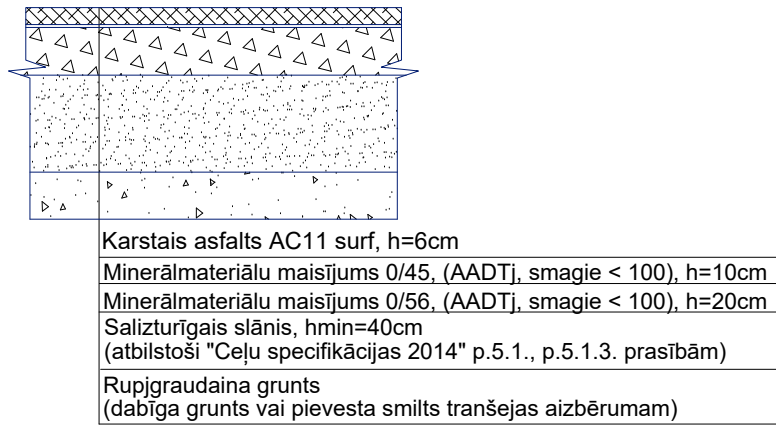 Karstais asfalts AC11 surf, h=6cm
Minerālmateriālu maisījums 0/45, (AADTj, smagie < 100), h=10cm
Minerālmateriālu maisījums 0/56, (AADTj, smagie < 100), h=20cm
Salizturīgais slānis, hmin=40cm
(atbilstoši "Ceļu specifikācijas 2014" p.5.1., p.5.1.3. prasībām)
Rupjgraudaina grunts
(dabīga grunts vai pievesta smilts tranšejas aizbērumam)